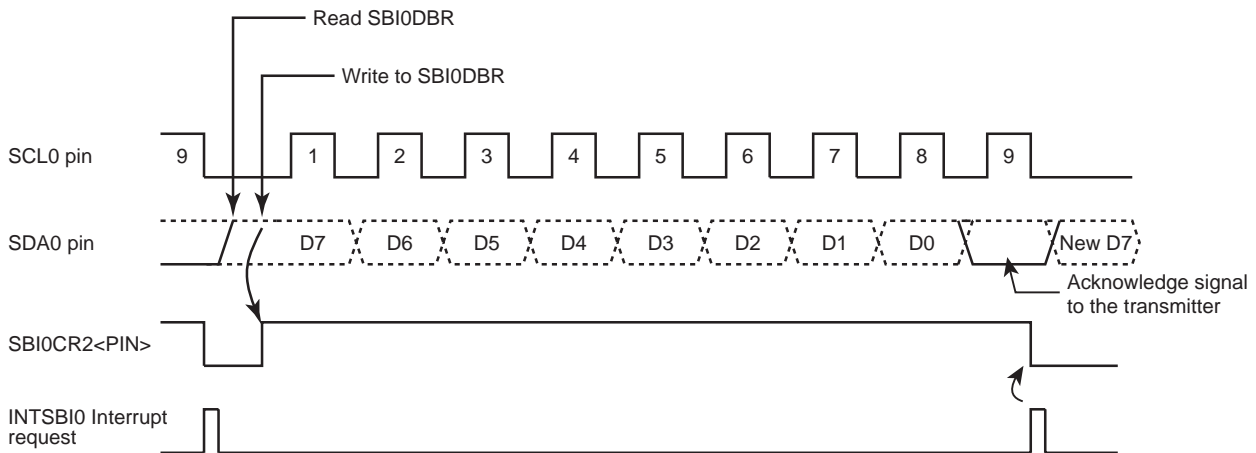 Read SBI0DBR
Write to SBI0DBR
SCL0 pin
9 1 2 3 4 5 6 7 8 9
SDA0 pin
D7 D6 D5 D4 D3 D2 D1 D0 New D7
Acknowledge signal
to the transmitter
SBI0CR2<PIN>
INTSBI0 Interrupt
request